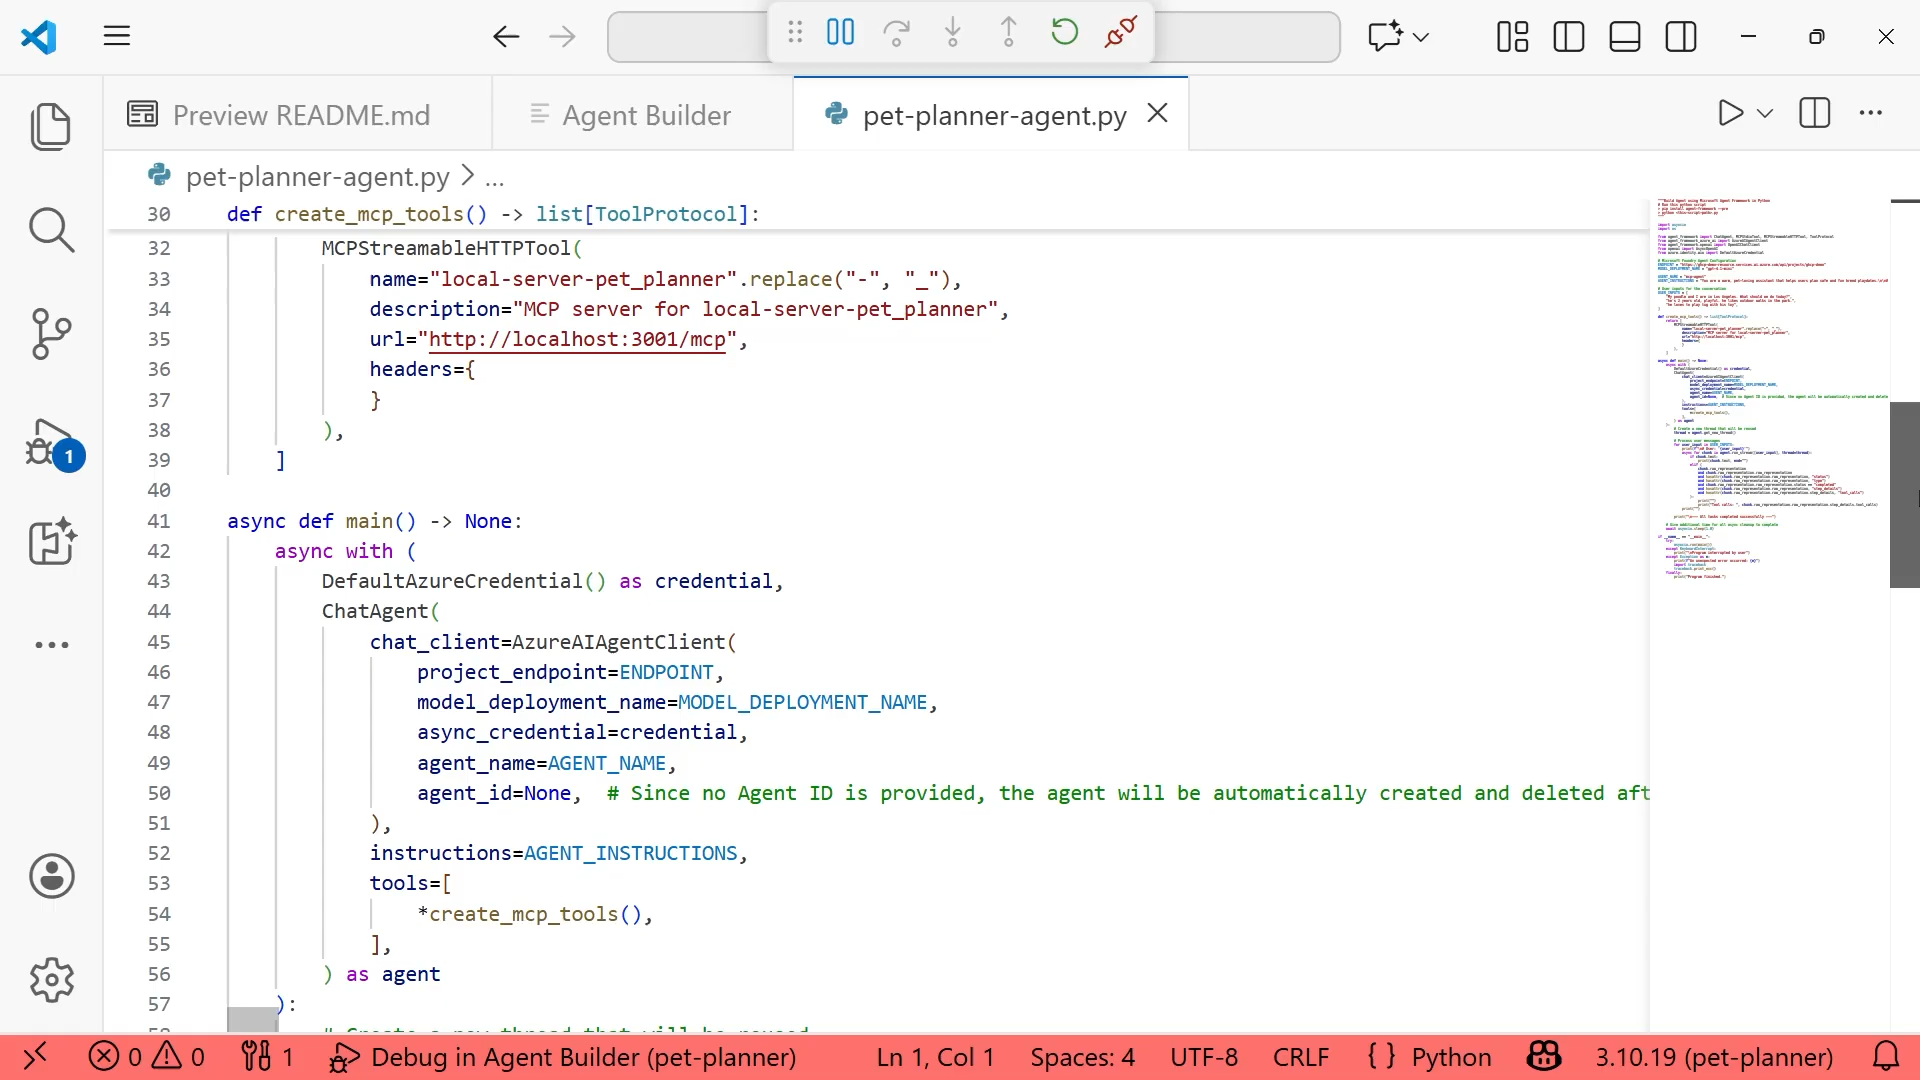 Preview README.md
Agent Builder
pet-planner-agent.py
pet-planner-agent.py > ...
30 def create_mcp_tools() -> list[ToolProtocol]:
32 MCPStreamableHTTPTool(
33 name="local-server-pet_planner".replace("-", "_"),
34 description="MCP server for local-server-pet_planner",
35 url="http://localhost:3001/mcp",
36 headers={
37 }
38 ),
39 ]
40
41 async def main() -> None:
42 async with (
43 DefaultAzureCredential() as credential,
44 ChatAgent(
45 chat_client=AzureAIAgentClient(
46 project_endpoint=ENDPOINT,
47 model_deployment_name=MODEL_DEPLOYMENT_NAME,
48 async_credential=credential,
49 agent_name=AGENT_NAME,
50 agent_id=None, # Since no Agent ID is provided, the agent will be automatically created and deleted aft
51 ),
52 instructions=AGENT_INSTRUCTIONS,
53 tools=[
54 *create_mcp_tools(),
55 ],
56 ) as agent
57 ):
1
0 0 1 Debug in Agent Builder (pet-planner) Ln 1, Col 1 Spaces: 4 UTF-8 CRLF { } Python 3.10.19 (pet-planner)